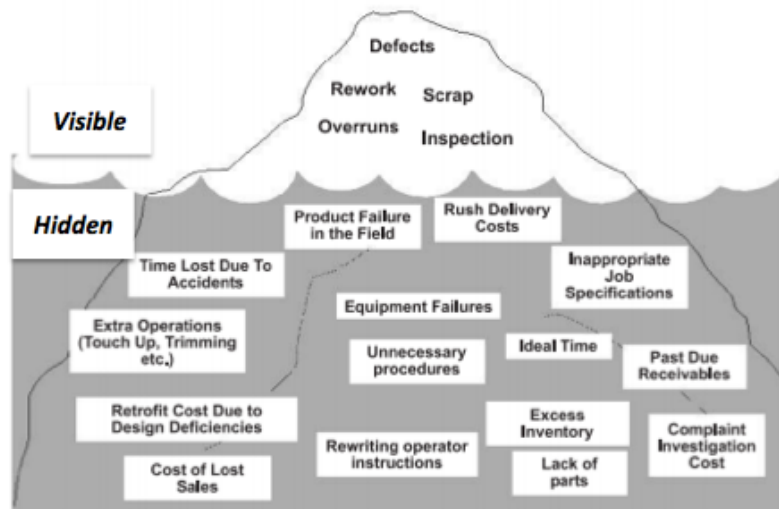 Defects
Rework
Scrap
Overruns
Inspection
Visible
Hidden
Product Failure
in the Field
Rush Delivery
Costs
Time Lost Due To
Accidents
Inappropriate
Job
Specifications
Equipment Failures
Extra Operations
(Touch Up, Trimming
etc.)
Unnecessary
procedures
Ideal Time
Past Due
Receivables
Retrofit Cost Due to
Design Deficiencies
Excess
Inventory
Complaint
Investigation
Cost
Rewriting operator
instructions
Cost of Lost
Sales
Lack of
parts